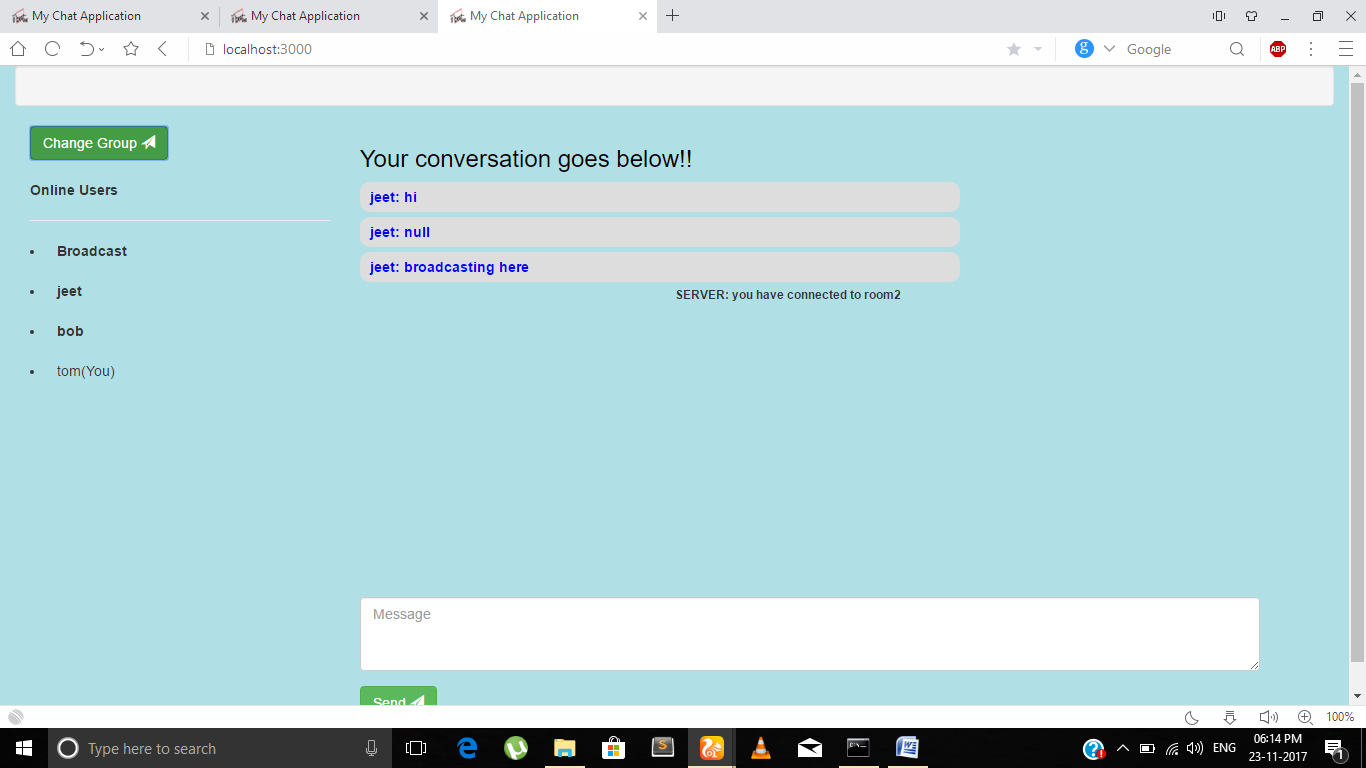 My Chat Application
My Chat Application
My Chat Application
localhost:3000
g
Google
ABP
Change Group
Your conversation goes below!!
Online Users
jeet: hi
jeet: null
Broadcast
jeet: broadcasting here
jeet
SERVER: you have connected to room2
bob
tom(You)
Message
Send
100%
Type here to search
ENG
06:14 PM
23-11-2017
1